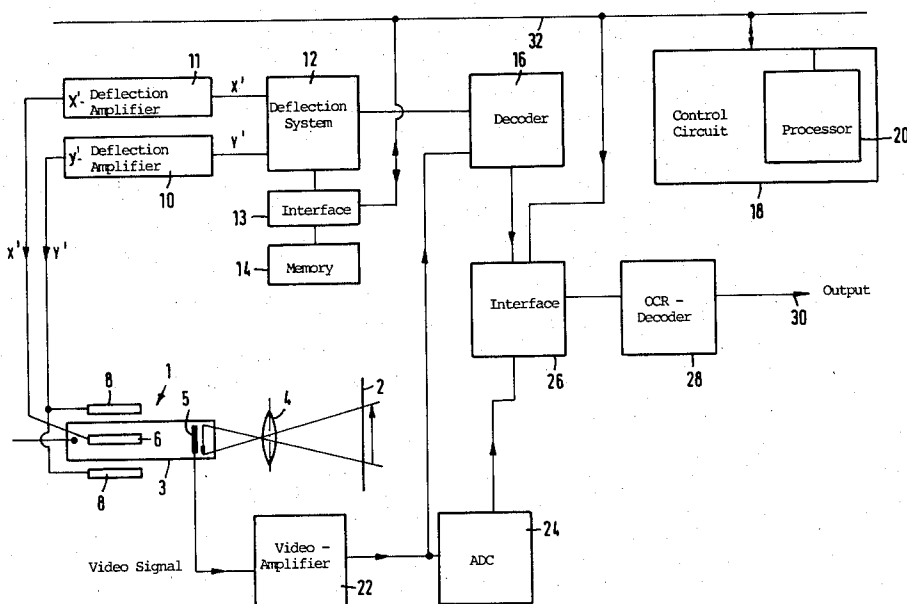 32
11
X'- Deflection
Amplifier
X'
12
Deflection
System
16
Decoder
Control
Circuit
Processor
20
18
y'- Deflection
Amplifier
10
Y'
Interface
13
14
Memory
X'
Y'
Interface
26
OCR -
Decoder
28
Output
30
1
8
5
4
2
6
3
8
Video Signal
Video -
Amplifier
22
ADC
24